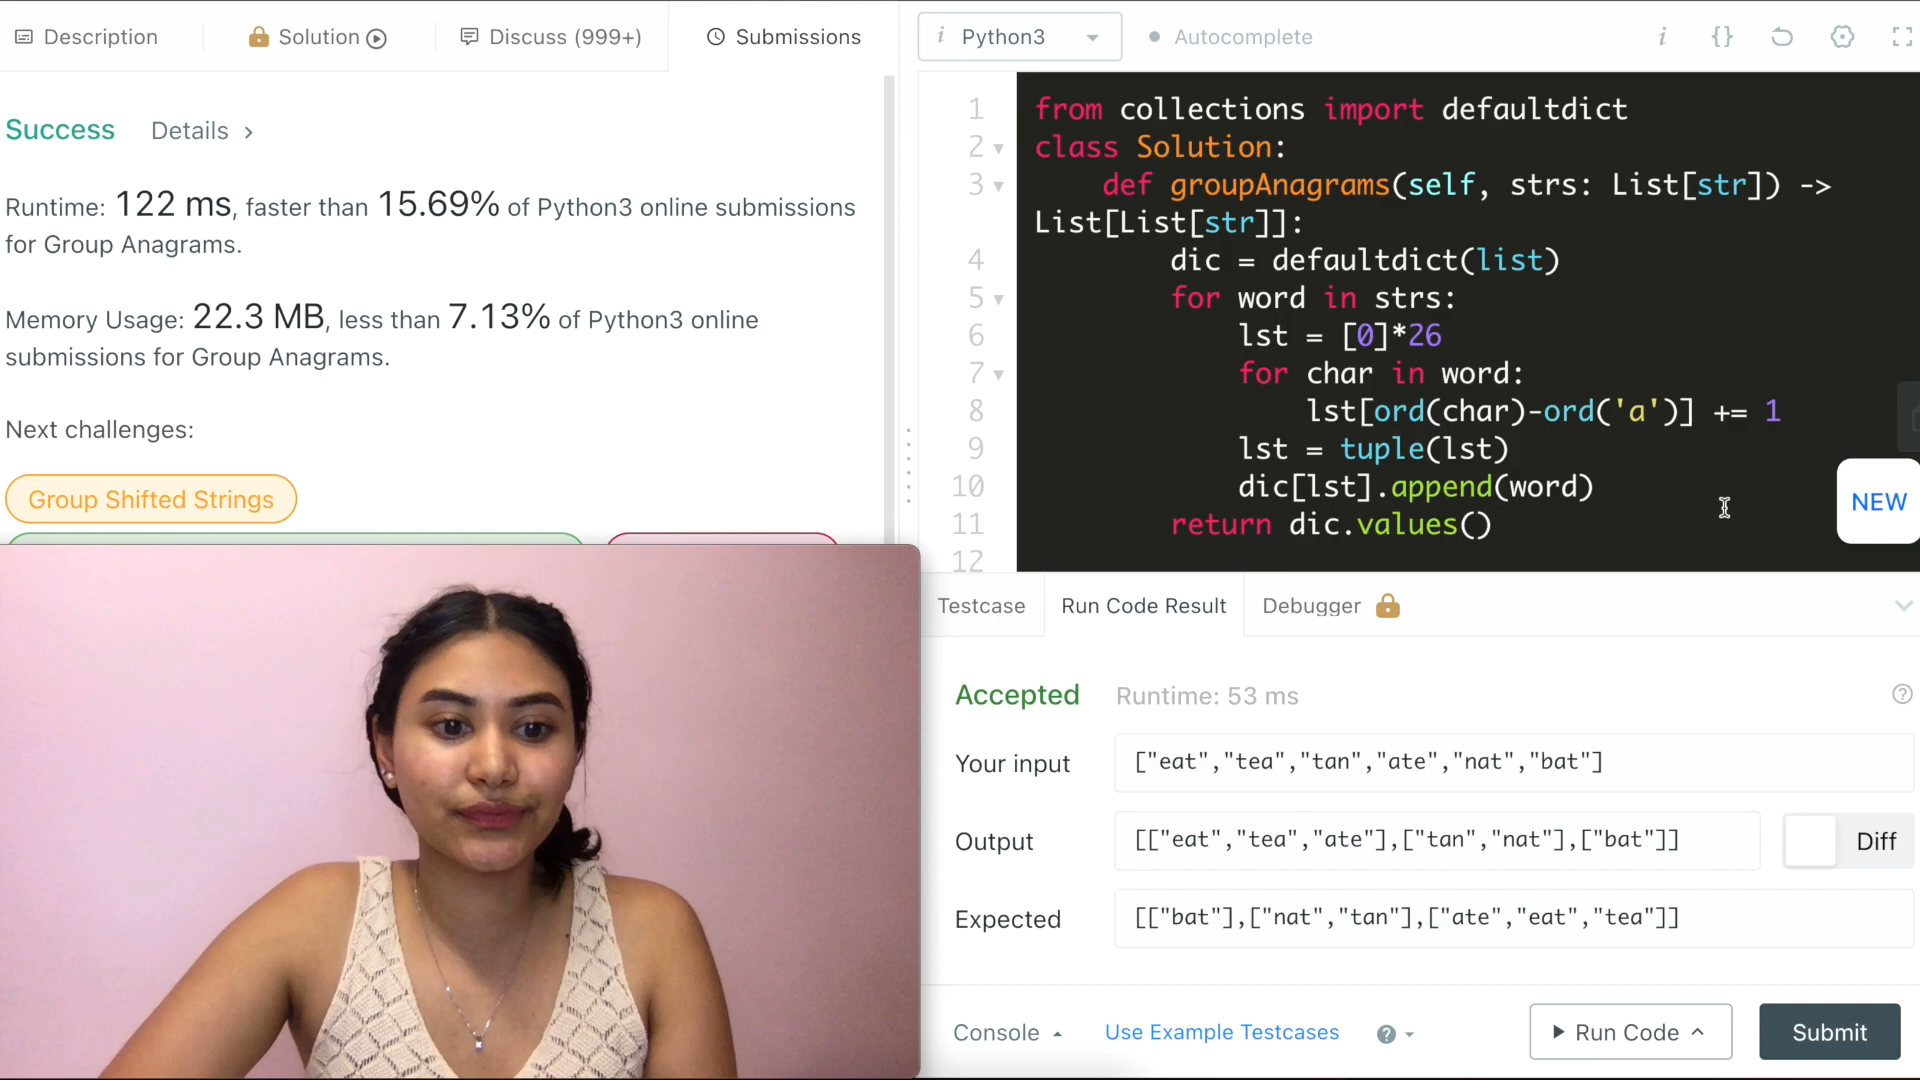 Description
Solution
Discuss (999+)
Submissions
Success Details >
Runtime: 122 ms, faster than 15.69% of Python3 online submissions
for Group Anagrams.
Memory Usage: 22.3 MB, less than 7.13% of Python3 online
submissions for Group Anagrams.
Next challenges:
Group Shifted Strings
i Python3
Autocomplete
i {}
1 from collections import defaultdict
2 class Solution:
3 def groupAnagrams(self, strs: List[str]) ->
List[List[str]]:
4 dic = defaultdict(list)
5 for word in strs:
6 lst = [0]*26
7 for char in word:
8 lst[ord(char)-ord('a')] += 1
9 lst = tuple(lst)
10 dic[lst].append(word)
11 return dic.values()
12
NEW
Testcase
Run Code Result
Debugger
Accepted Runtime: 53 ms
?
Your input ["eat","tea","tan","ate","nat","bat"]
Output [["eat","tea","ate"],["tan","nat"],["bat"]]
Diff
Expected [["bat"],["nat","tan"],["ate","eat","tea"]]
Console
Use Example Testcases
?
Run Code
Submit